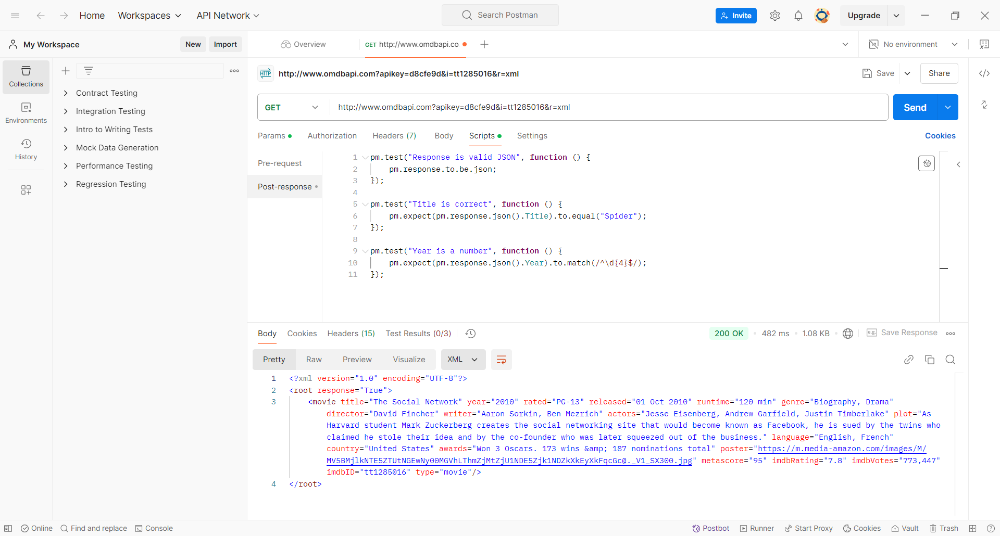 Home
Workspaces
API Network
Search Postman
Invite
Upgrade
My Workspace
New
Import
Overview
GET http://www.omdbapi.co
No environment
Collections
Environments
History
Contract Testing
Integration Testing
Intro to Writing Tests
Mock Data Generation
Performance Testing
Regression Testing
HTTP
http://www.omdbapi.com?apikey=d8cfe9d&i=tt1285016&r=xml
Save
Share
GET
http://www.omdbapi.com?apikey=d8cfe9d&i=tt1285016&r=xml
Send
Params
Authorization
Headers (7)
Body
Scripts
Settings
Cookies
Pre-request
Post-response
1 pm.test("Response is valid JSON", function () {
2 pm.response.to.be.json;
3 });
4
5 pm.test("Title is correct", function () {
6 pm.expect(pm.response.json().Title).to.equal("Spider");
7 });
8
9 pm.test("Year is a number", function () {
10 pm.expect(pm.response.json().Year).to.match(/^\d{4}$/);
11 });
Body
Cookies
Headers (15)
Test Results (0/3)
200 OK
482 ms
1.08 KB
e.g. Save Response
Pretty
Raw
Preview
Visualize
XML
1 <?xml version="1.0" encoding="UTF-8"?>
2 <root response="True">
3 <movie title="The Social Network" year="2010" rated="PG-13" released="01 Oct 2010" runtime="120 min" genre="Biography, Drama"
director="David Fincher" writer="Aaron Sorkin, Ben Mezrich" actors="Jesse Eisenberg, Andrew Garfield, Justin Timberlake" plot="As
Harvard student Mark Zuckerberg creates the social networking site that would become known as Facebook, he is sued by the twins who
claimed he stole their idea and by the co-founder who was later squeezed out of the business." language="English, French"
country="United States" awards="Won 3 Oscars. 173 wins &amp; 187 nominations total" poster="https://m.media-amazon.com/images/M/
MV5BMjlkNTE5ZTUtNGEwNy00MGVhLThmZjMtZjU1NDE5Zjk1NDZkXkEyXkFqcGc@._V1_SX300.jpg" metascore="95" imdbRating="7.8" imdbVotes="773,447"
imdbID="tt1285016" type="movie"/>
4 </root>
Online
Find and replace
Console
Postbot
Runner
Start Proxy
Cookies
Vault
Trash